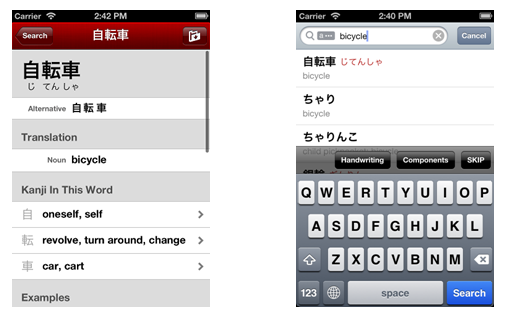 Carrier 2:42 PM
Search 自転車
自転車
じ てん しゃ
Alternative 自 転 車
Translation
Noun bicycle
Kanji In This Word
自 oneself, self
転 revolve, turn around, change
車 car, cart
Examples
Carrier 2:40 PM
a bicycle Cancel
自転車 じてんしゃ
bicycle
ちゃり
bicycle
ちゃりんこ
Handwriting Components SKIP
Q W E R T Y U I O P
A S D F G H J K L
Z X C V B N M
123 space Search